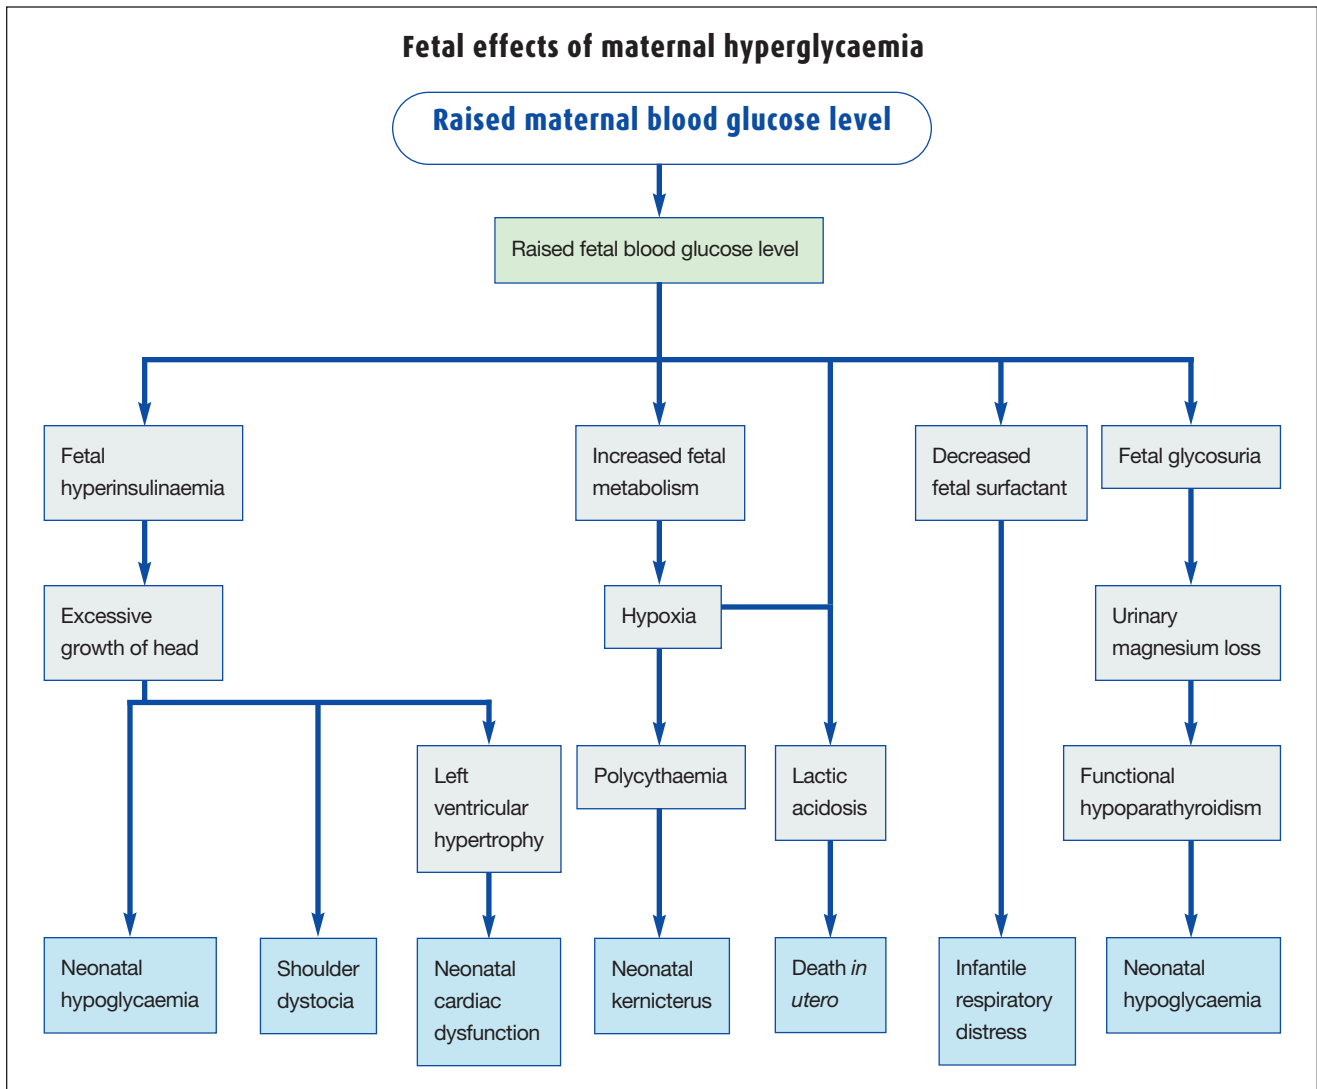 Fetal effects of maternal hyperglycaemia
Raised maternal blood glucose level
Raised fetal blood glucose level
Fetal
hyperinsulinaemia
Increased fetal
metabolism
Decreased
fetal surfactant
Fetal glycosuria
Excessive
growth of head
Hypoxia
Urinary
magnesium loss
Left
ventricular
hypertrophy
Polycythaemia
Lactic
acidosis
Functional
hypoparathyroidism
Neonatal
hypoglycaemia
Shoulder
dystocia
Neonatal
cardiac
dysfunction
Neonatal
kernicterus
Death in
utero
Infantile
respiratory
distress
Neonatal
hypoglycaemia